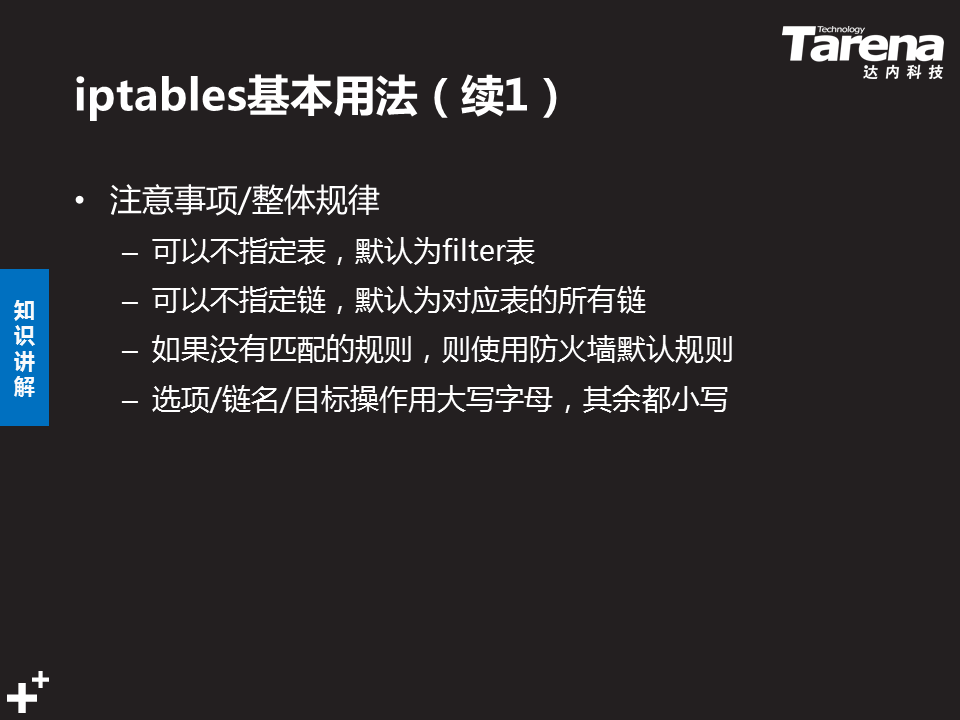 Technology
Tarena
达内科技
iptables基本用法（续1）
• 注意事项/整体规律
– 可以不指定表，默认为filter表
– 可以不指定链，默认为对应表的所有链
– 如果没有匹配的规则，则使用防火墙默认规则
– 选项/链名/目标操作用大写字母，其余都小写
知
识
讲
解